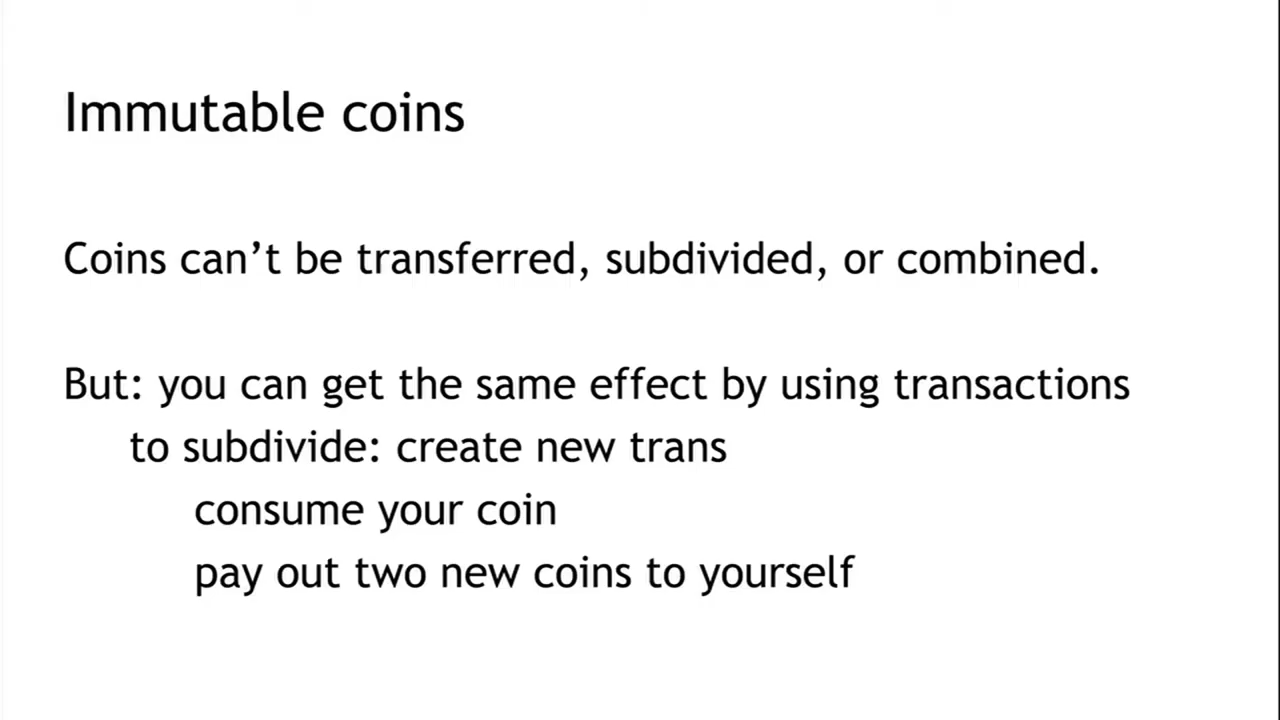 Immutable coins
Coins can’t be transferred, subdivided, or combined.
But: you can get the same effect by using transactions
to subdivide: create new trans
consume your coin
pay out two new coins to yourself